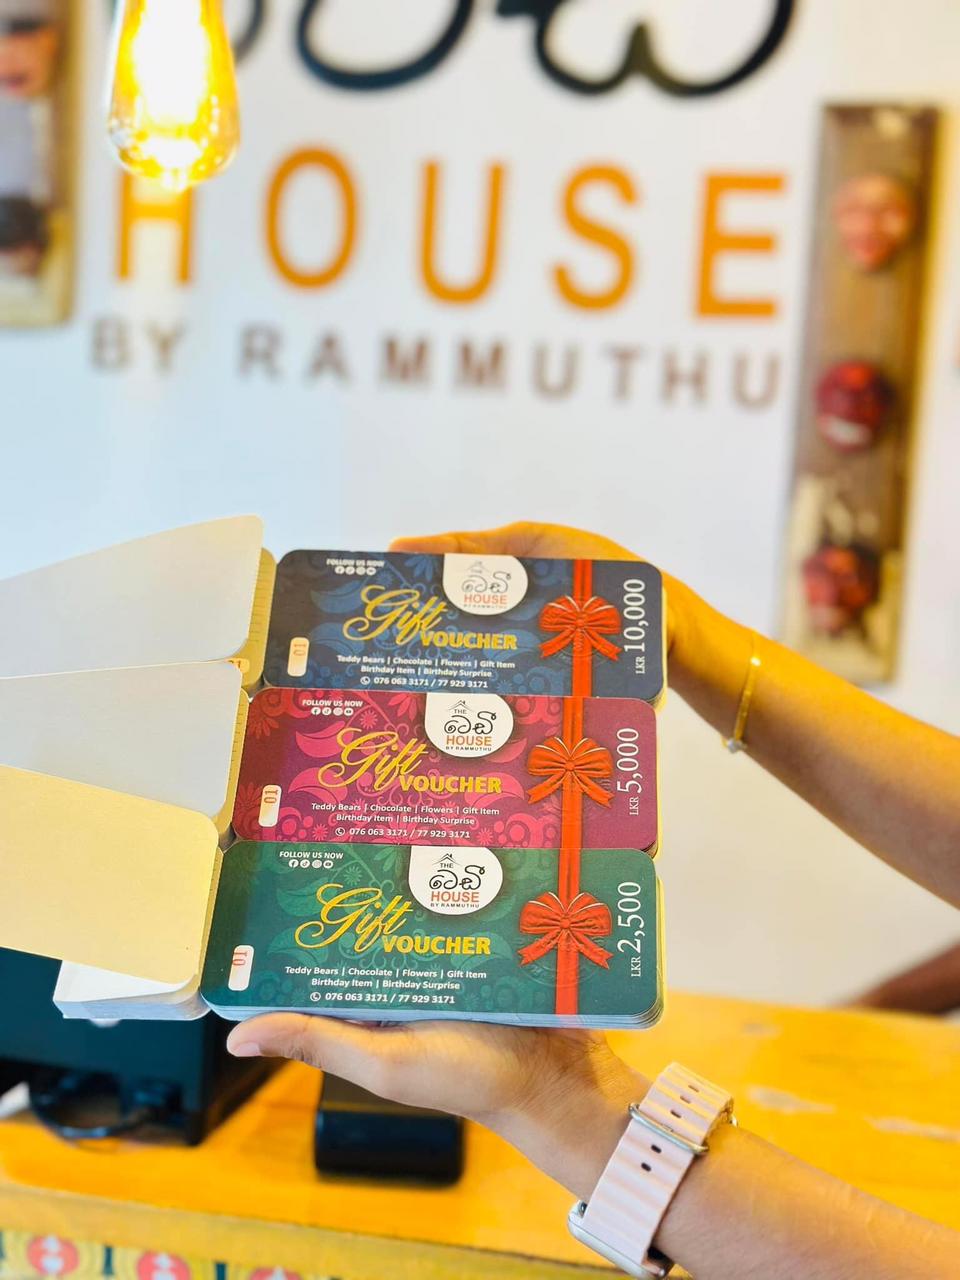 HOUSE
BY RAMMUTHU
FOLLOW US NOW
THE
ටෙඩී
HOUSE
BY RAMMUTHU
Gift
VOUCHER
01
Teddy Bears | Chocolate | Flowers | Gift Item
Birthday Item | Birthday Surprise
076 063 3171 / 77 929 3171
LKR 10,000
FOLLOW US NOW
THE
ටෙඩී
HOUSE
BY RAMMUTHU
Gift
VOUCHER
01
Teddy Bears | Chocolate | Flowers | Gift Item
Birthday Item | Birthday Surprise
076 063 3171 / 77 929 3171
LKR 5,000
FOLLOW US NOW
THE
ටෙඩී
HOUSE
BY RAMMUTHU
Gift
VOUCHER
01
Teddy Bears | Chocolate | Flowers | Gift Item
Birthday Item | Birthday Surprise
076 063 3171 / 77 929 3171
LKR 2,500